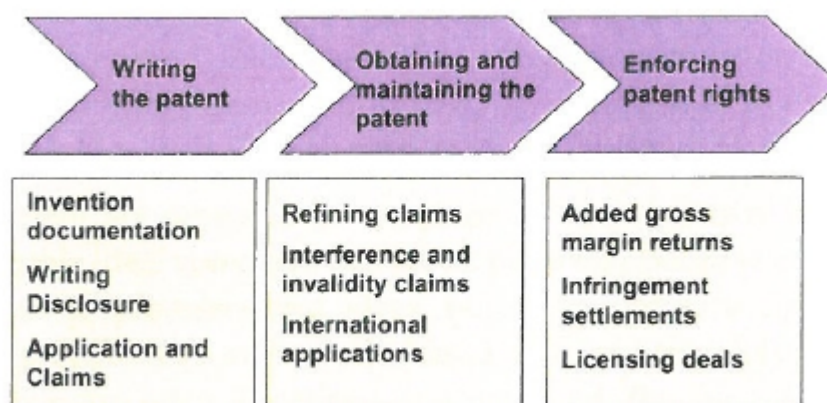 Writing
the patent
Obtaining and
maintaining the
patent
Enforcing
patent rights
Invention
documentation
Writing
Disclosure
Application and
Claims
Refining claims
Interference and
invalidity claims
International
applications
Added gross
margin returns
Infringement
settlements
Licensing deals